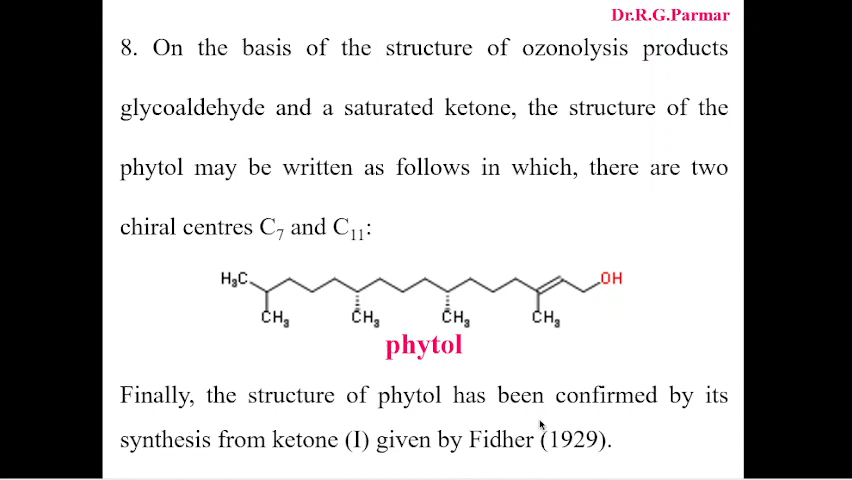 Dr.R.G.Parmar
8. On the basis of the structure of ozonolysis products
glycoaldehyde and a saturated ketone, the structure of the
phytol may be written as follows in which, there are two
chiral centres C₇ and C₁₁:
H₃C OH
CH₃ CH₃ CH₃ CH₃
phytol
Finally, the structure of phytol has been confirmed by its
synthesis from ketone (I) given by Fidher (1929).